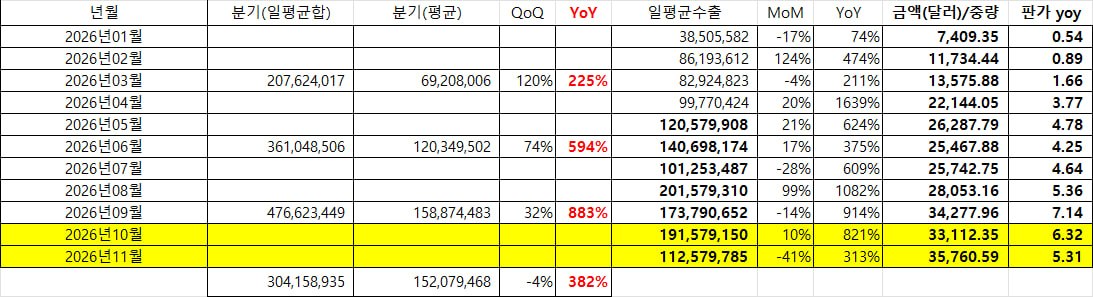 년월 분기(일평균합) 분기(평균) QoQ YoY 일평균수출 MoM YoY 금액(달러)/중량 판가 yoy
2026년01월 38,505,582 -17% 74% 7,409.35 0.54
2026년02월 86,193,612 124% 474% 11,734.44 0.89
2026년03월 207,624,017 69,208,006 120% 225% 82,924,823 -4% 211% 13,575.88 1.66
2026년04월 99,770,424 20% 1639% 22,144.05 3.77
2026년05월 120,579,908 21% 624% 26,287.79 4.78
2026년06월 361,048,506 120,349,502 74% 594% 140,698,174 17% 375% 25,467.88 4.25
2026년07월 101,253,487 -28% 609% 25,742.75 4.64
2026년08월 201,579,310 99% 1082% 28,053.16 5.36
2026년09월 476,623,449 158,874,483 32% 883% 173,790,652 -14% 914% 34,277.96 7.14
2026년10월 191,579,150 10% 821% 33,112.35 6.32
2026년11월 112,579,785 -41% 313% 35,760.59 5.31
304,158,935 152,079,468 -4% 382%